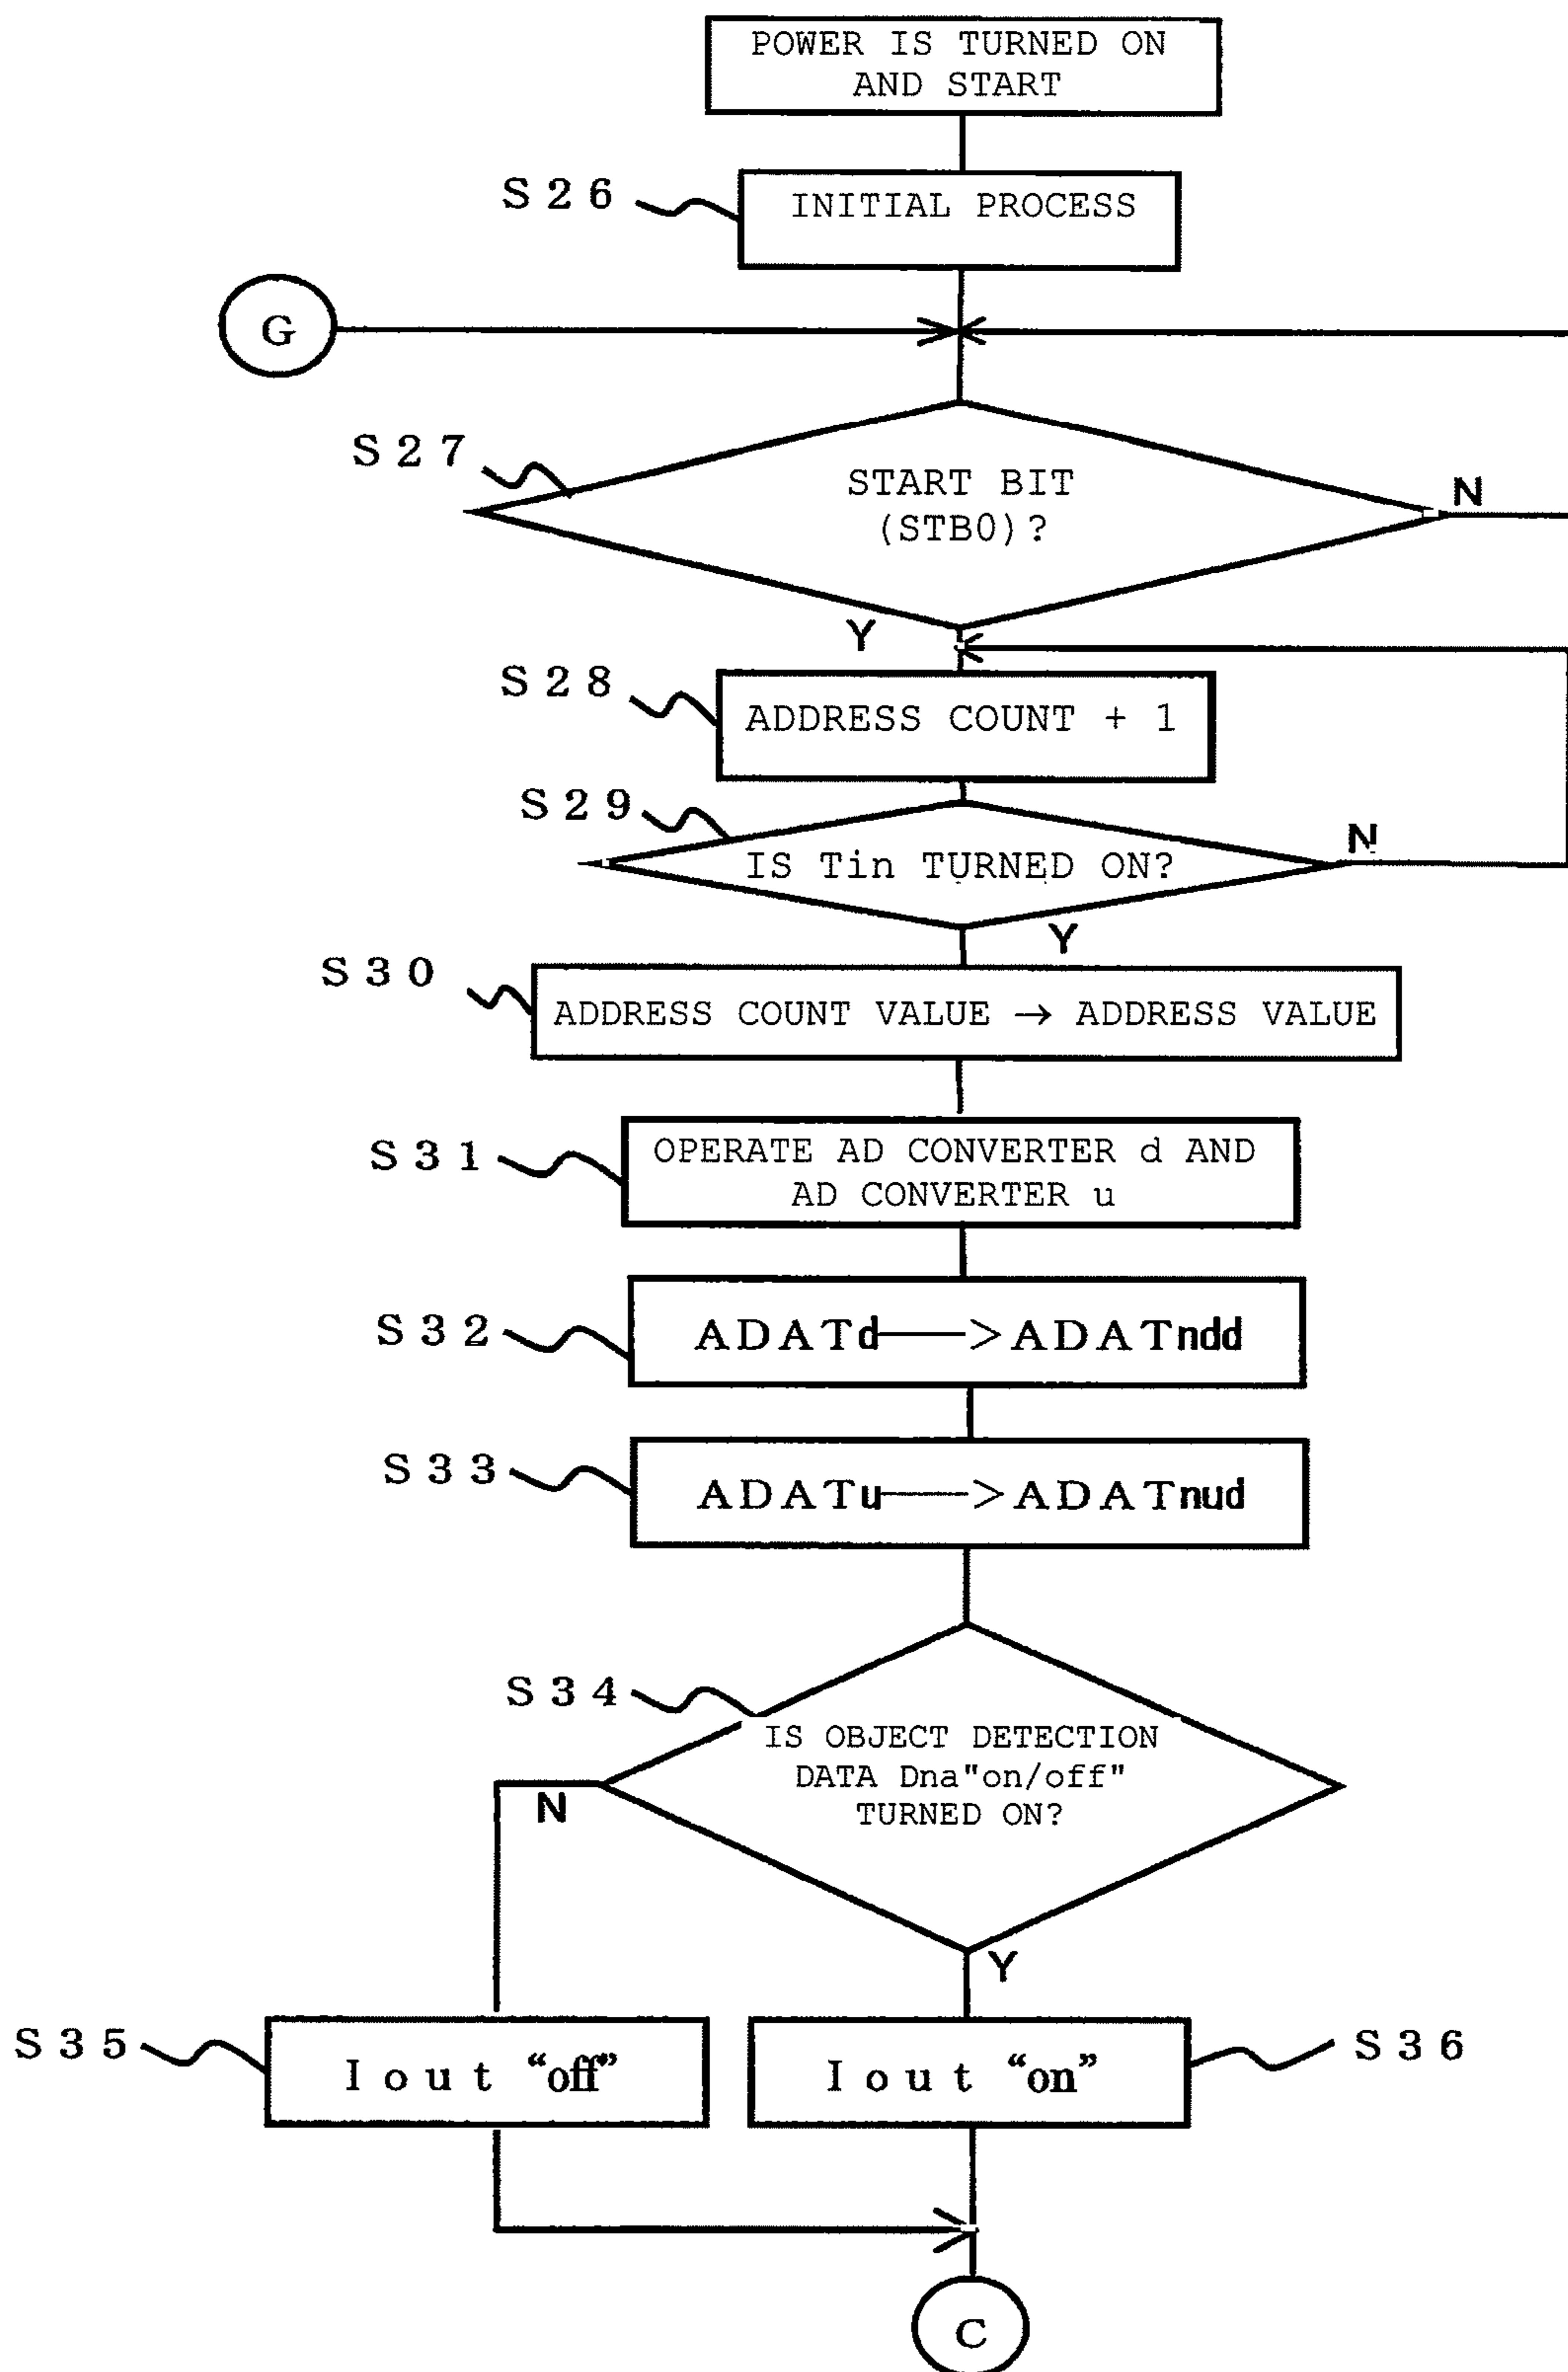 POWER IS TURNED ON
AND START
S26
INITIAL PROCESS
G
S27
START BIT
(STB0)?
N
Y
S28
ADDRESS COUNT + 1
S29
IS Tin TURNED ON?
N
Y
S30
ADDRESS COUNT VALUE → ADDRESS VALUE
S31
OPERATE AD CONVERTER d AND
AD CONVERTER u
S32
ADATd—>ADATndd
S33
ADATu—>ADATnud
S34
IS OBJECT DETECTION
DATA Dna"on/off"
TURNED ON?
N
Y
S35
Iout “off”
Iout “on”
S36
C